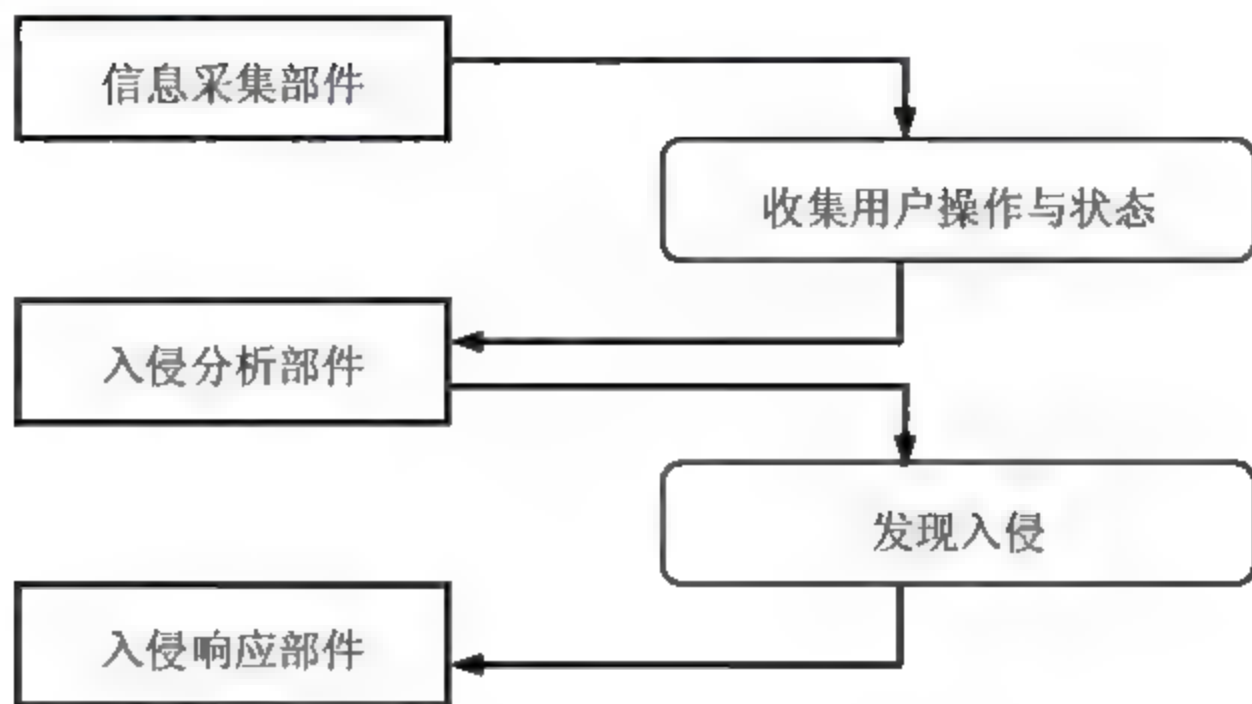 信息采集部件
收集用户操作与状态
入侵分析部件
发现入侵
入侵响应部件